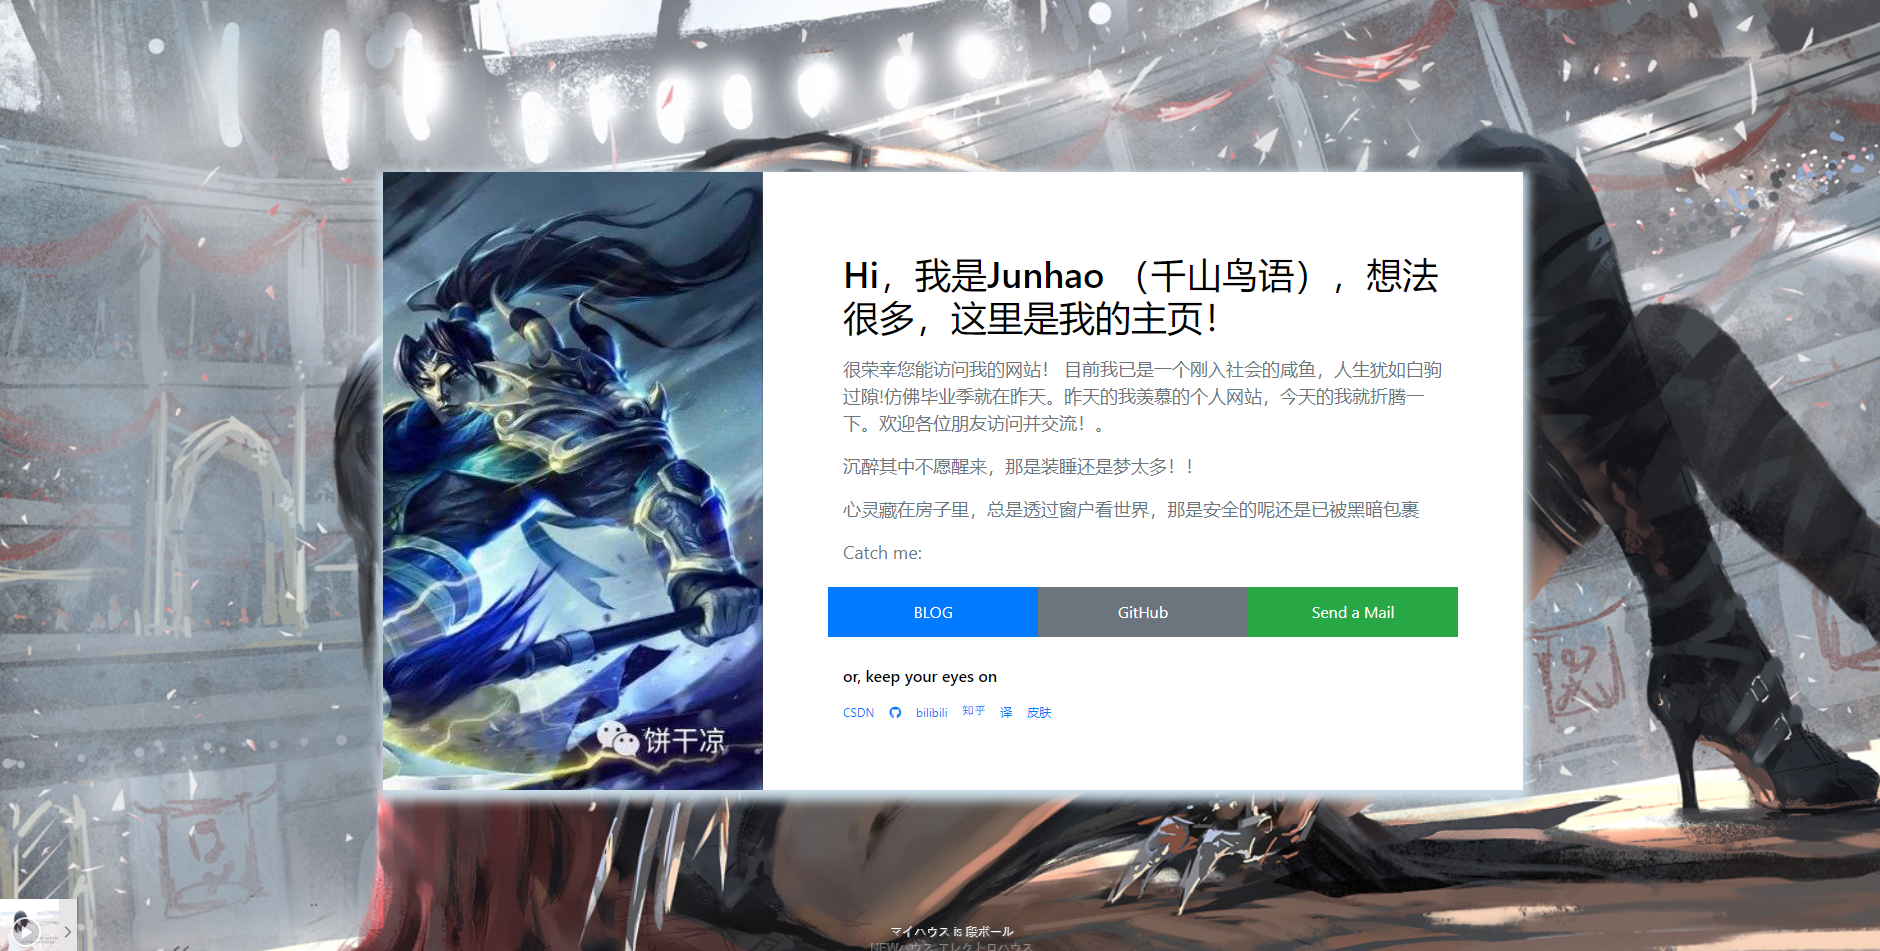 Hi，我是Junhao （千山鸟语），想法
很多，这里是我的主页！
很荣幸您能访问我的网站！ 目前我已是一个刚入社会的咸鱼，人生犹如白驹
过隙!仿佛毕业季就在昨天。昨天的我羡慕的个人网站，今天的我就折腾一
下。欢迎各位朋友访问并交流！。
沉醉其中不愿醒来，那是装睡还是梦太多！！
心灵藏在房子里，总是透过窗户看世界，那是安全的呢还是已被黑暗包裹
Catch me:
BLOG GitHub Send a Mail
or, keep your eyes on
CSDN bilibili 知乎 译 皮肤
饼干凉
マイハウス is 段ボール
NEWハウス エレクトロハウス